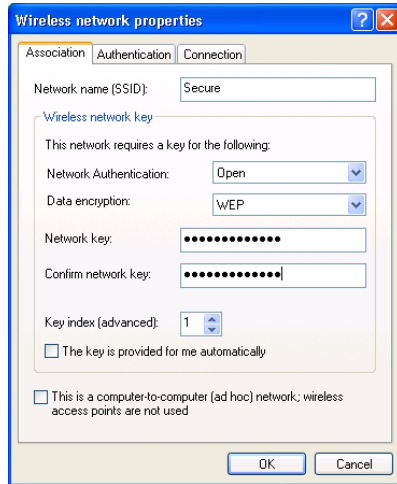 Wireless network properties
Association Authentication Connection
Network name (SSID): Secure
Wireless network key
This network requires a key for the following:
Network Authentication: Open
Data encryption: WEP
Network key: •••••••••••••
Confirm network key: •••••••••••••
Key index (advanced): 1
The key is provided for me automatically
This is a computer-to-computer (ad hoc) network; wireless
access points are not used
OK Cancel